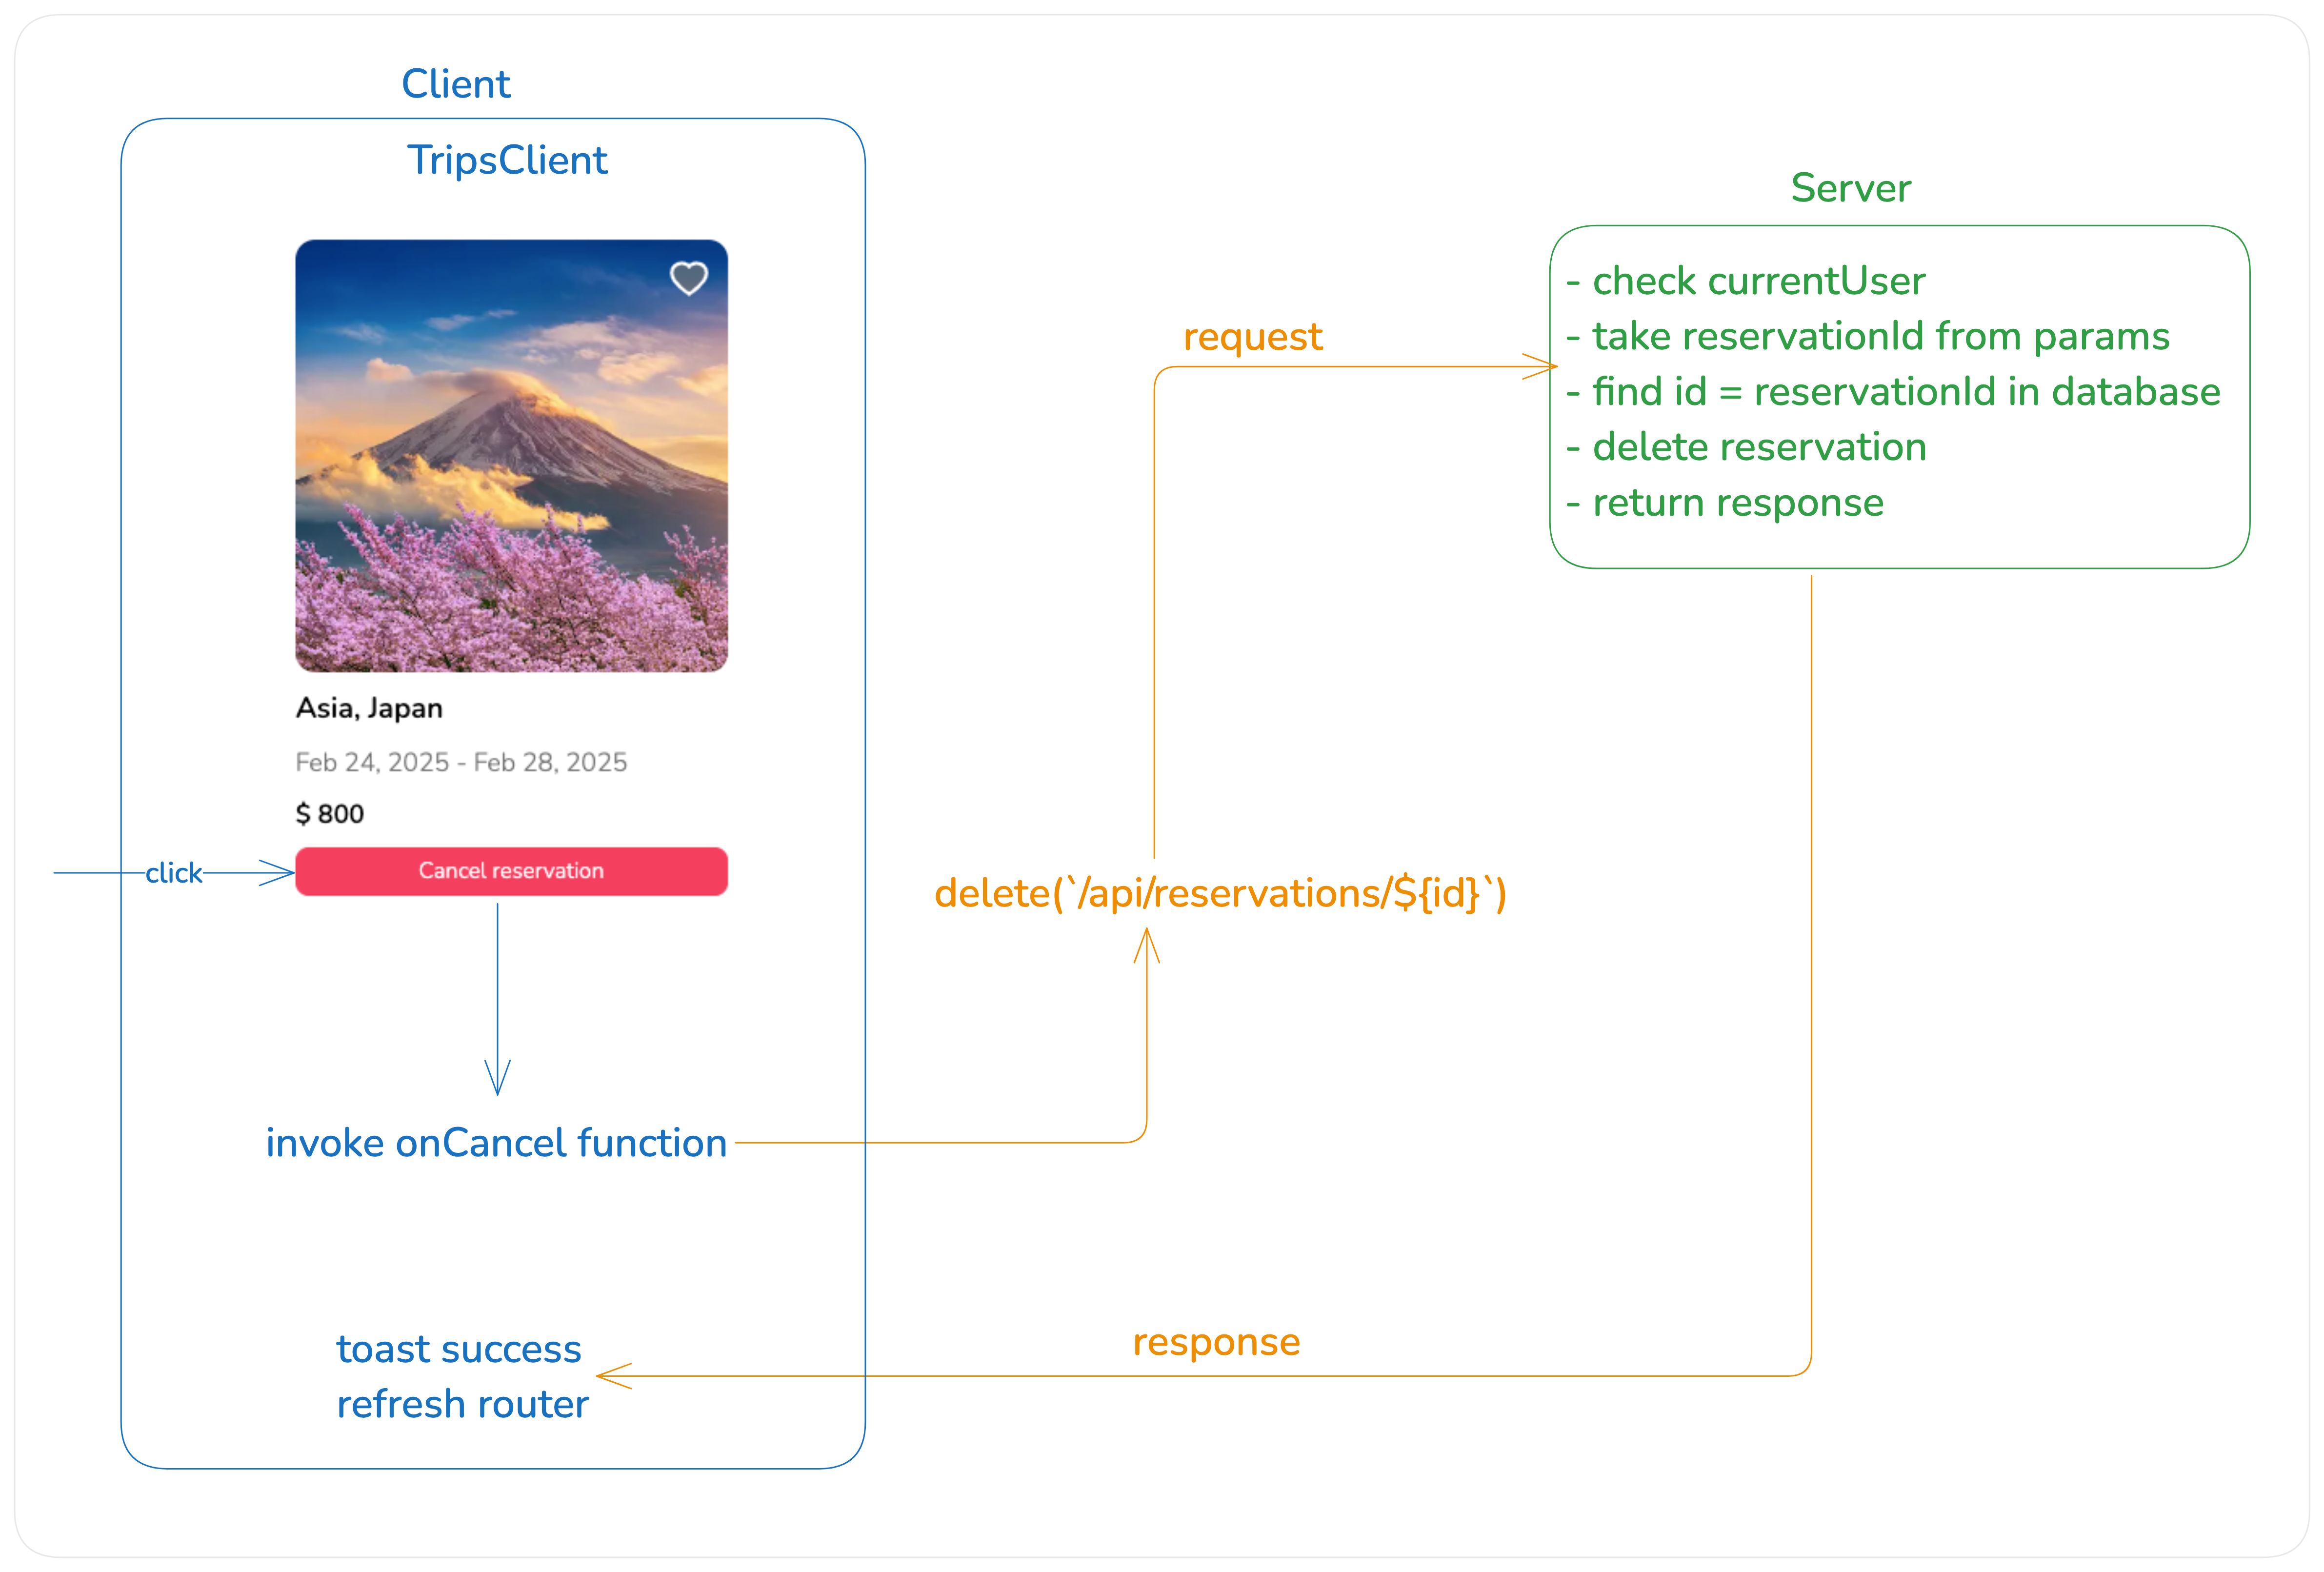 Client
TripsClient
Asia, Japan
Feb 24, 2025 - Feb 28, 2025
$ 800
click
Cancel reservation
invoke onCancel function
delete(`/api/reservations/${id}`)
request
Server
- check currentUser
- take reservationId from params
- find id = reservationId in database
- delete reservation
- return response
response
toast success
refresh router